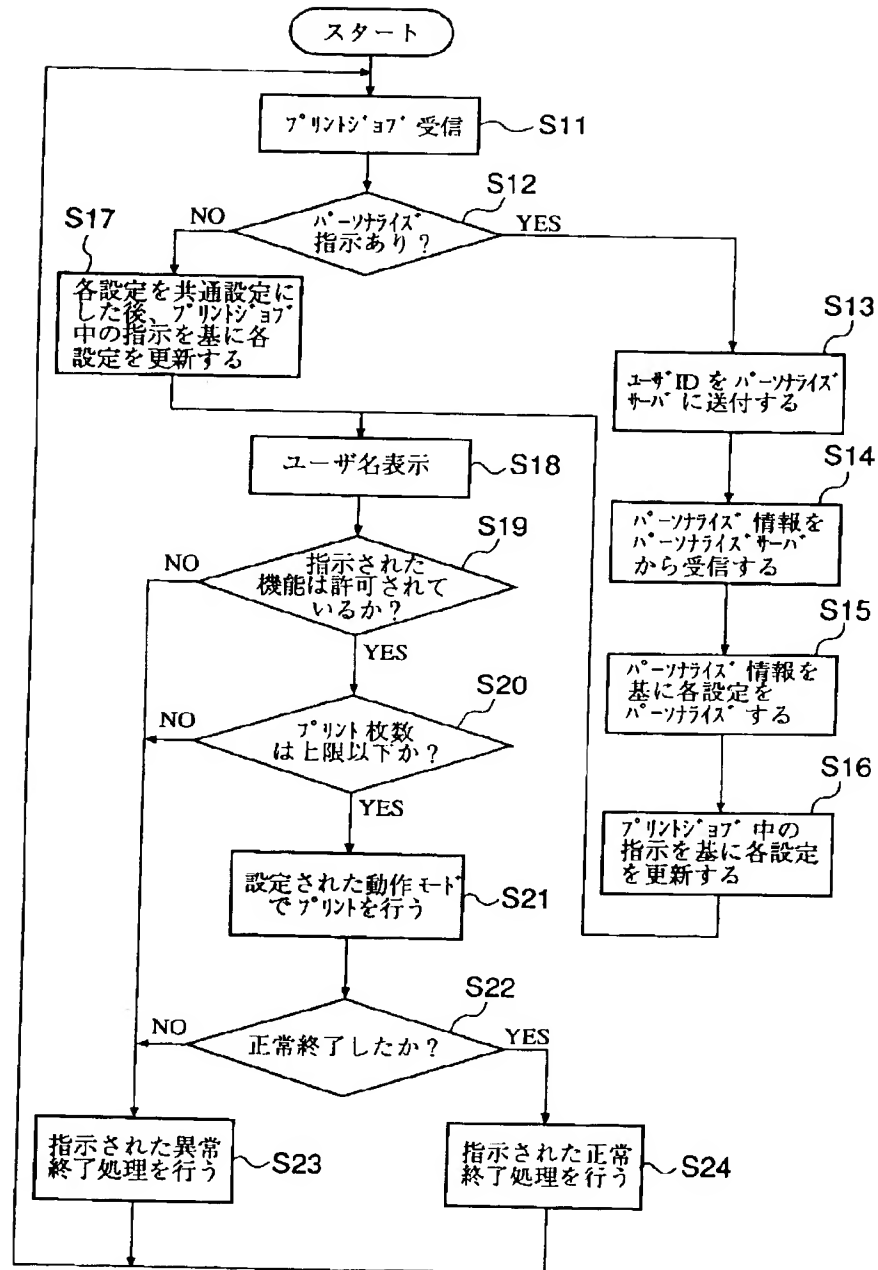 スタート
プリントジョブ 受信
S11
S12
パーソナライズ
指示あり？
NO
YES
S17
各設定を共通設定に
した後、プリントジョブ
中の指示を基に各
設定を更新する
S13
ユーザID を パーソナライズ
サーバ に送付する
ユーザ名表示
S18
S14
パーソナライズ 情報を
パーソナライズサーバ
から受信する
S19
指示された
機能は許可されて
いるか？
NO
YES
S15
パーソナライズ 情報を
基に各設定を
パーソナライズ する
S20
プリント 枚数
は上限以下か？
NO
YES
S16
プリントジョブ 中の
指示を基に各設定
を更新する
設定された動作モード
で プリントを行う
S21
S22
正常終了したか？
NO
YES
指示された異常
終了処理を行う
S23
指示された正常
終了処理を行う
S24